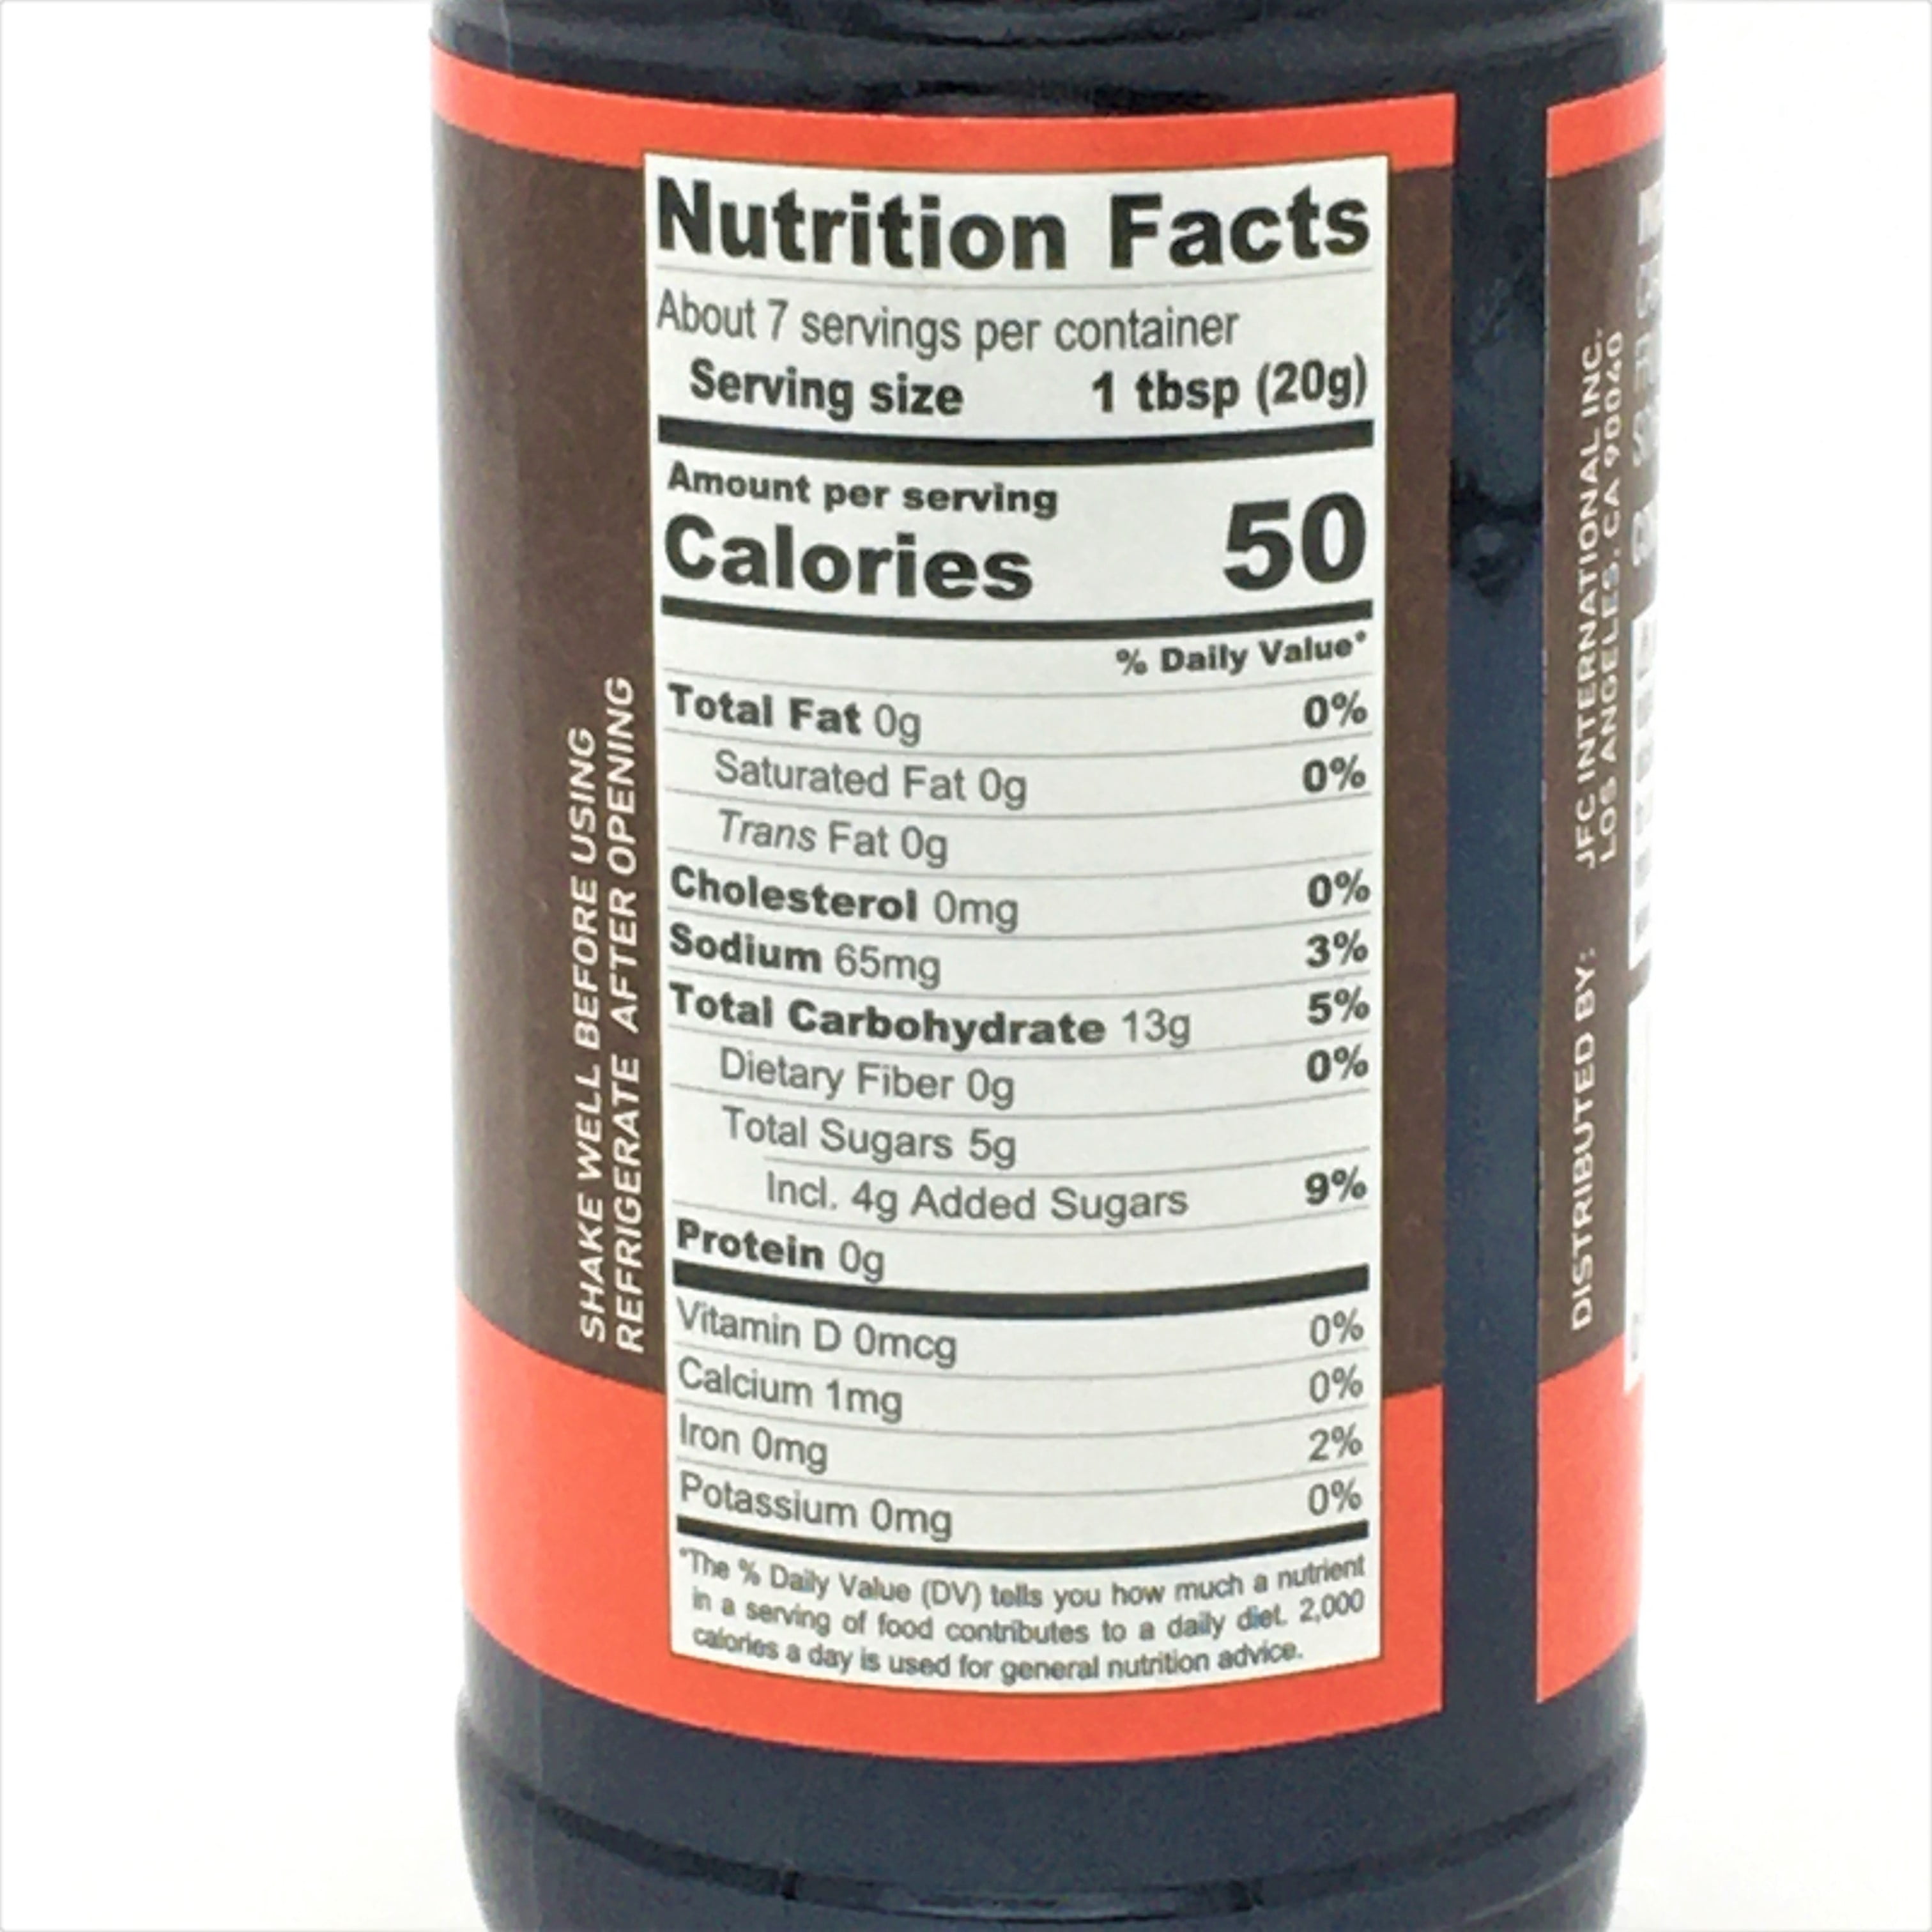 Nutrition Facts
About 7 servings per container
Serving size 1 tbsp (20g)
Amount per serving
Calories 50
% Daily Value*
Total Fat 0g 0%
Saturated Fat 0g 0%
Trans Fat 0g
Cholesterol 0mg 0%
Sodium 65mg 3%
Total Carbohydrate 13g 5%
Dietary Fiber 0g 0%
Total Sugars 5g
Incl. 4g Added Sugars 9%
Protein 0g
Vitamin D 0mcg 0%
Calcium 1mg 0%
Iron 0mg 2%
Potassium 0mg 0%
*The % Daily Value (DV) tells you how much a nutrient
in a serving of food contributes to a daily diet. 2,000
calories a day is used for general nutrition advice.
SHAKE WELL BEFORE USING
REFRIGERATE AFTER OPENING
DISTRIBUTED BY: JFC INTERNATIONAL INC.
LOS ANGELES, CA 90040